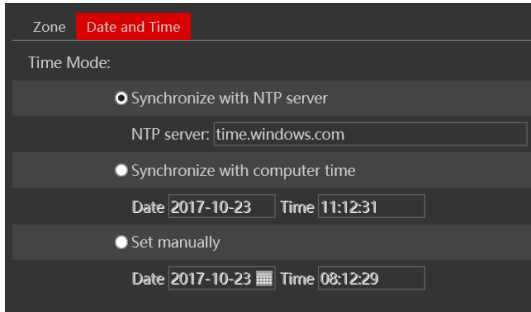 Zone Date and Time
Time Mode:
Synchronize with NTP server
NTP server: time.windows.com
Synchronize with computer time
Date 2017-10-23 Time 11:12:31
Set manually
Date 2017-10-23 Time 08:12:29